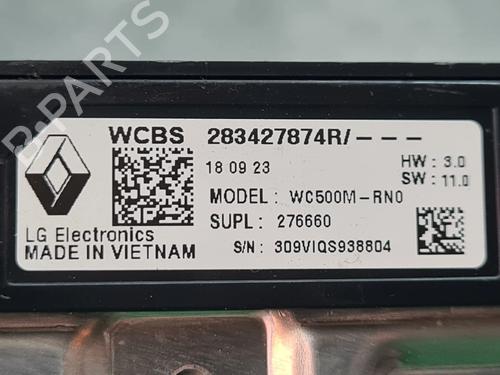 WCBS 283427874R/---
18 09 23
HW : 3.0
SW : 11.0
MODEL : WC500M-RN0
SUPL : 276660
S/N : 309VIQS938804
LG Electronics
MADE IN VIETNAM
B-PARTS